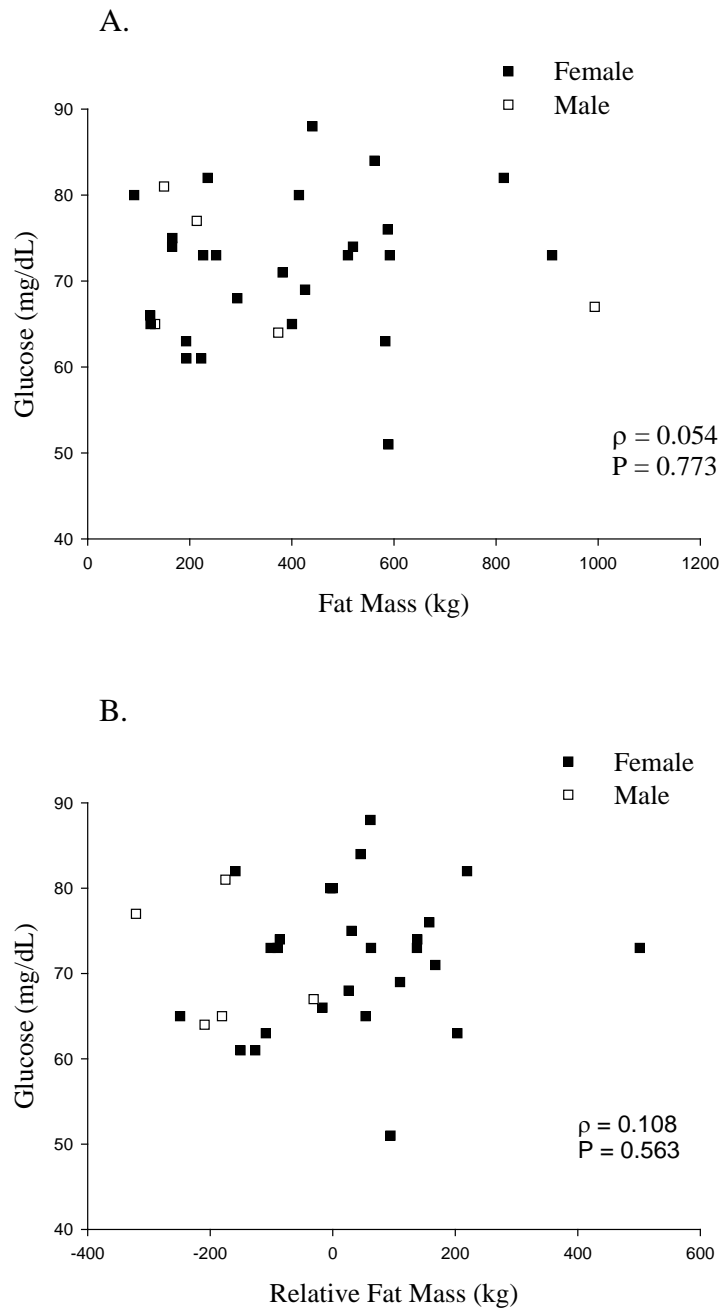 A.
Female
Male
90
80
70
60
50
40
Glucose (mg/dL)
ρ = 0.054
P = 0.773
0 200 400 600 800 1000 1200
Fat Mass (kg)
B.
Female
Male
90
80
70
60
50
40
Glucose (mg/dL)
ρ = 0.108
P = 0.563
-400 -200 0 200 400 600
Relative Fat Mass (kg)